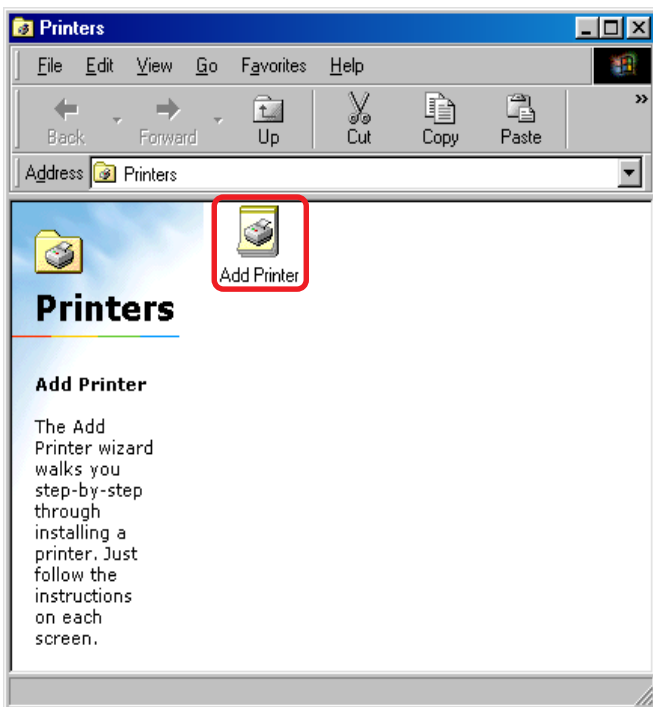 Printers
File Edit View Go Favorites Help
Back Forward Up Cut Copy Paste »
Address Printers
Add Printer
Printers
Add Printer
The Add
Printer wizard
walks you
step-by-step
through
installing a
printer. Just
follow the
instructions
on each
screen.